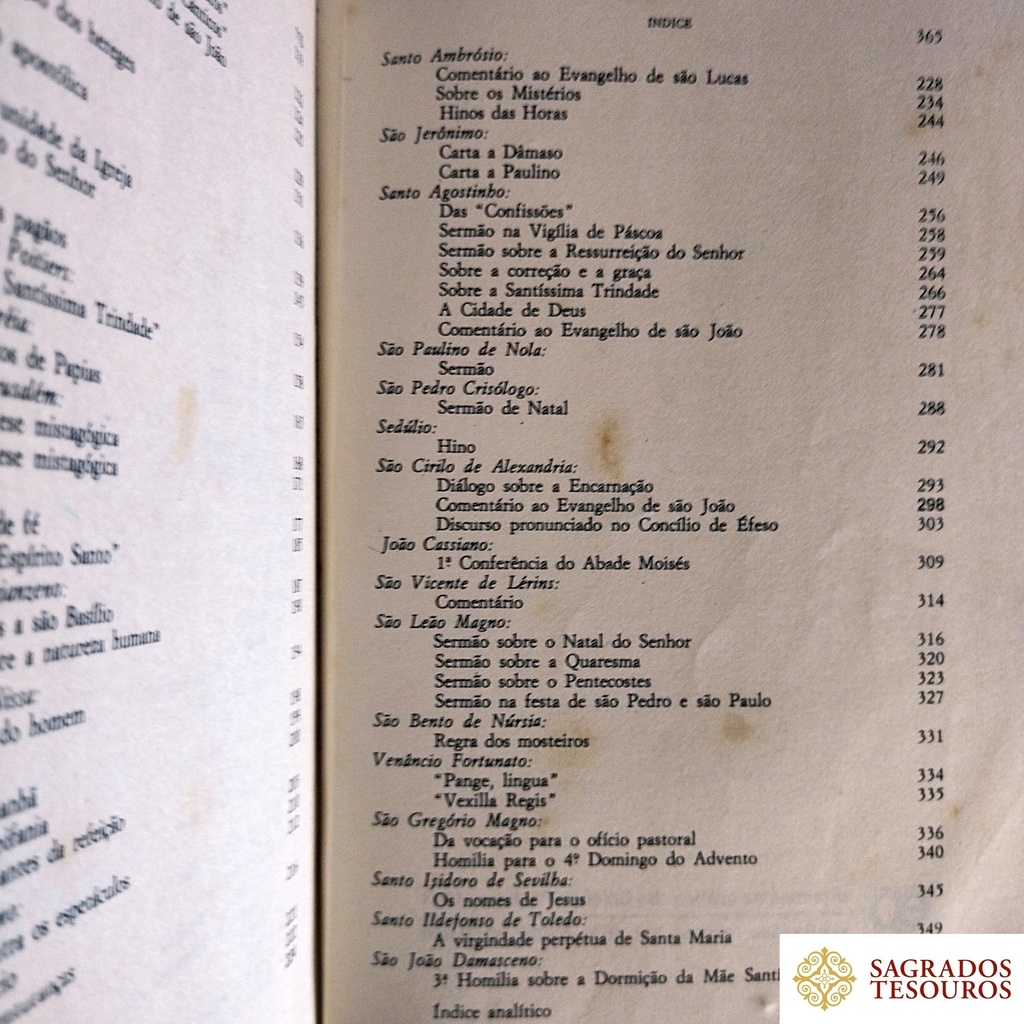 dos hereges
de são João
apostólica
unidade da Igreja
do Senhor
pagãos
Poitiers:
Santíssima Trindade"
de Papias
mistagógica
mistagógica
de fé
Espírito Santo"
a são Basílio
a natureza humana
do homem
antes da refeição
os espetáculos
ÍNDICE
365
Santo Ambrósio:
Comentário ao Evangelho de são Lucas 228
Sobre os Mistérios 234
Hinos das Horas 244
São Jerônimo:
Carta a Dâmaso 246
Carta a Paulino 249
Santo Agostinho:
Das "Confissões" 256
Sermão na Vigília de Páscoa 258
Sermão sobre a Ressurreição do Senhor 259
Sobre a correção e a graça 264
Sobre a Santíssima Trindade 266
A Cidade de Deus 277
Comentário ao Evangelho de são João 278
São Paulino de Nola:
Sermão 281
São Pedro Crisólogo:
Sermão de Natal 288
Sedúlio:
Hino 292
São Cirilo de Alexandria:
Diálogo sobre a Encarnação 293
Comentário ao Evangelho de são João 298
Discurso pronunciado no Concílio de Éfeso 303
João Cassiano:
1ª Conferência do Abade Moisés 309
São Vicente de Lérins:
Comentário 314
São Leão Magno:
Sermão sobre o Natal do Senhor 316
Sermão sobre a Quaresma 320
Sermão sobre o Pentecostes 323
Sermão na festa de são Pedro e são Paulo 327
São Bento de Núrsia:
Regra dos mosteiros 331
Venâncio Fortunato:
"Pange, lingua" 334
"Vexilla Regis" 335
São Gregório Magno:
Da vocação para o ofício pastoral 336
Homilia para o 4º Domingo do Advento 340
Santo Isidoro de Sevilha:
Os nomes de Jesus 345
Santo Ildefonso de Toledo:
A virgindade perpétua de Santa Maria 349
São João Damasceno:
3ª Homilia sobre a Dormição da Mãe Santí
Índice analítico
SAGRADOS
TESOUROS